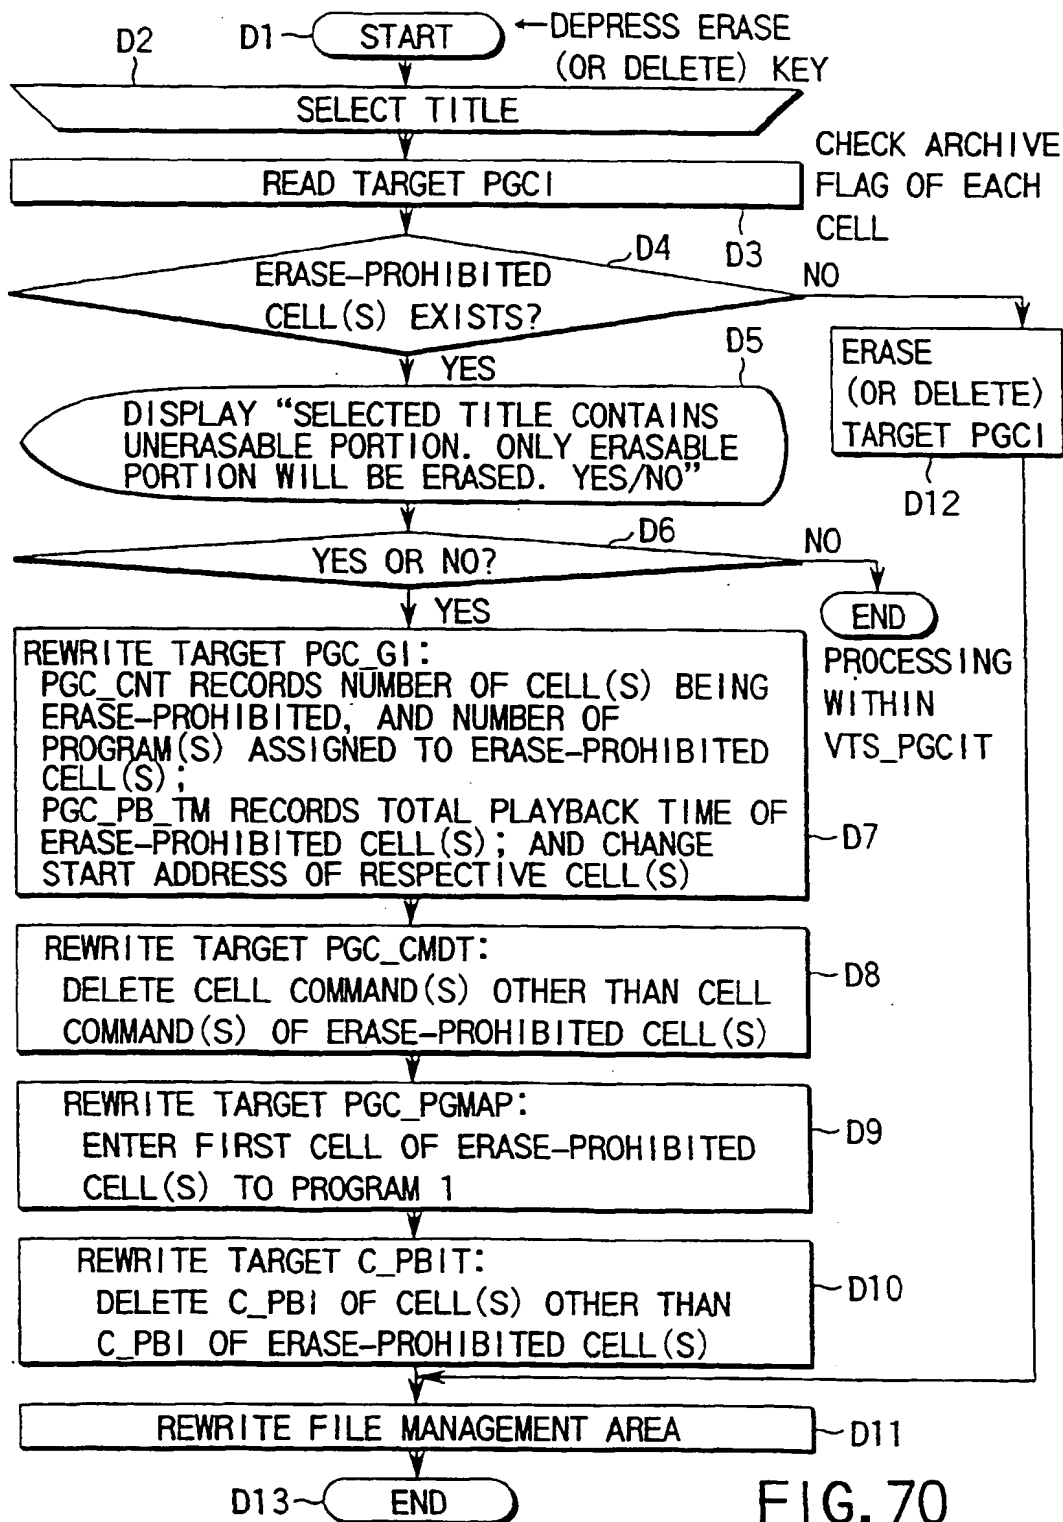 D1
START
←DEPRESS ERASE
(OR DELETE) KEY
D2
SELECT TITLE
READ TARGET PGCI
D3
CHECK ARCHIVE
FLAG OF EACH
CELL
D4
ERASE-PROHIBITED
CELL(S) EXISTS?
NO
YES
ERASE
(OR DELETE)
TARGET PGCI
D12
D5
DISPLAY “SELECTED TITLE CONTAINS
UNERASABLE PORTION. ONLY ERASABLE
PORTION WILL BE ERASED. YES/NO”
D6
YES OR NO?
NO
YES
END
PROCESSING
WITHIN
VTS_PGCIT
REWRITE TARGET PGC_GI:
PGC_CNT RECORDS NUMBER OF CELL(S) BEING
ERASE-PROHIBITED, AND NUMBER OF
PROGRAM(S) ASSIGNED TO ERASE-PROHIBITED
CELL(S);
PGC_PB_TM RECORDS TOTAL PLAYBACK TIME OF
ERASE-PROHIBITED CELL(S); AND CHANGE
START ADDRESS OF RESPECTIVE CELL(S)
D7
REWRITE TARGET PGC_CMDT:
DELETE CELL COMMAND(S) OTHER THAN CELL
COMMAND(S) OF ERASE-PROHIBITED CELL(S)
D8
REWRITE TARGET PGC_PGMAP:
ENTER FIRST CELL OF ERASE-PROHIBITED
CELL(S) TO PROGRAM 1
D9
REWRITE TARGET C_PBIT:
DELETE C_PBI OF CELL(S) OTHER THAN
C_PBI OF ERASE-PROHIBITED CELL(S)
D10
REWRITE FILE MANAGEMENT AREA
D11
D13
END
FIG. 70